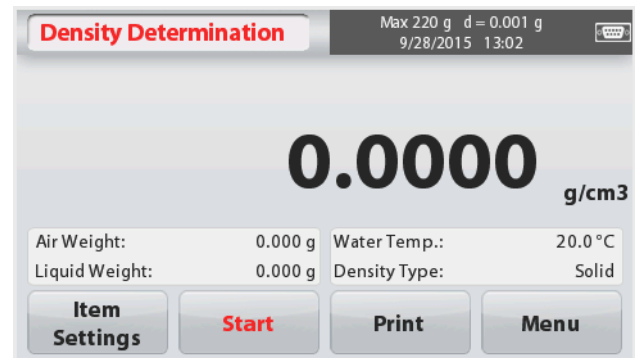 Density Determination
Max 220 g d = 0.001 g
9/28/2015 13:02
0.0000
g/cm3
Air Weight: 0.000 g
Liquid Weight: 0.000 g
Water Temp.: 20.0 °C
Density Type: Solid
Item
Settings
Start
Print
Menu